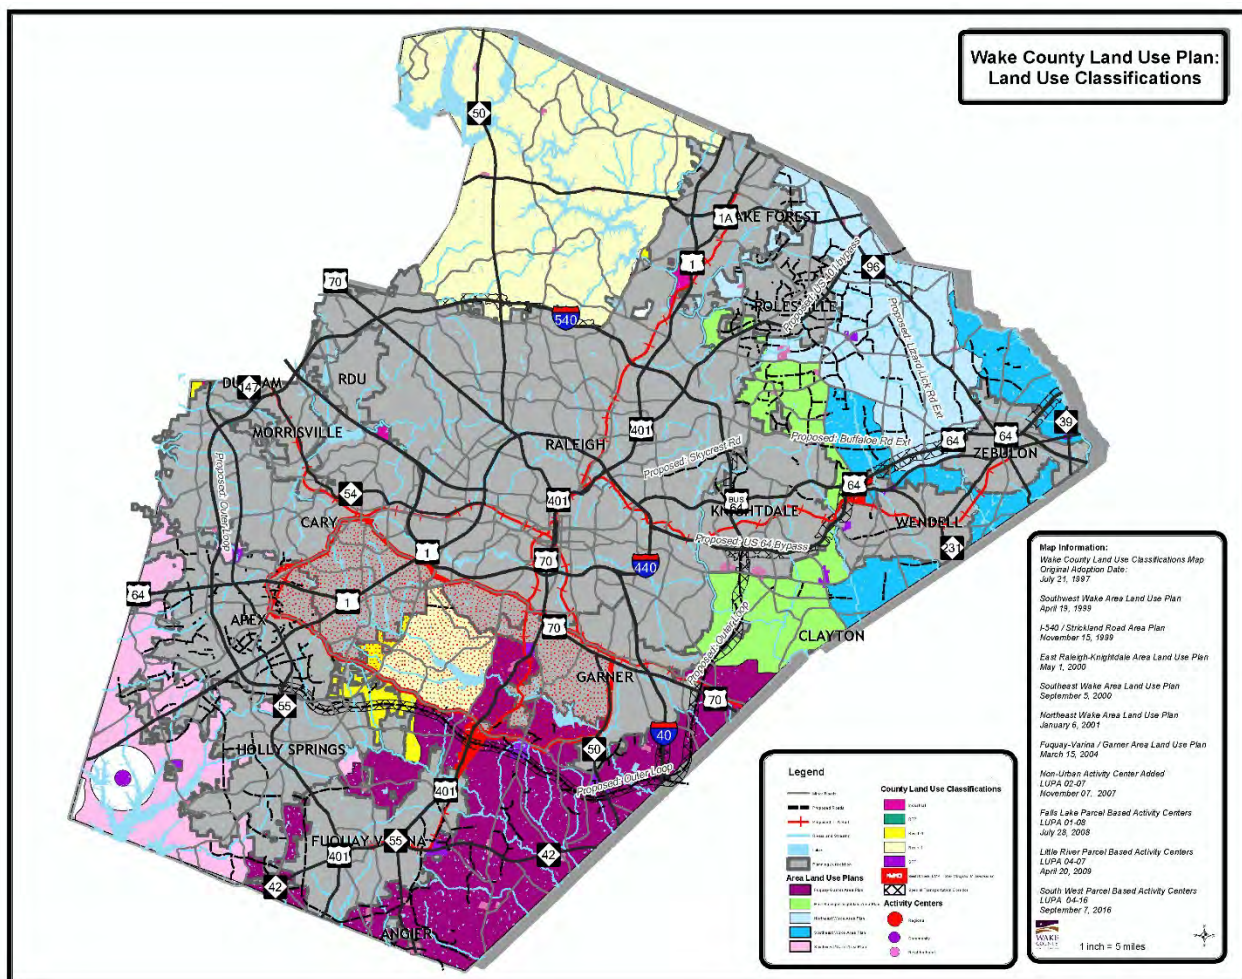 Wake County Land Use Plan:
Land Use Classifications
50
1A
WAKE FOREST
1
96
70
540
ROLESVILLE
Proposed: US 401 bypass
Proposed: Lizard Lick Rd Ext
DURHAM
147
RDU
MORRISVILLE
RALEIGH
401
Proposed: Skycrest Rd
Proposed: Buffaloe Rd Ext
64
64
39
ZEBULON
Proposed: Outer Loop
54
CARY
401
64
BUS
64
KNIGHTDALE
WENDELL
Proposed: US 64 Bypass
231
1
70
440
64
1
APEX
70
CLAYTON
GARNER
Proposed: Outer Loop
70
55
40
50
HOLLY SPRINGS
Proposed: Outer Loop
401
FUQUAY VARINA
55
401
42
42
ANGIER
Map Information:
Wake County Land Use Classifications Map
Original Adoption Date:
July 21, 1997
Southwest Wake Area Land Use Plan
April 19, 1999
I-540 / Strickland Road Area Plan
November 15, 1999
East Raleigh-Knightdale Area Land Use Plan
May 1, 2000
Southeast Wake Area Land Use Plan
September 5, 2000
Northeast Wake Area Land Use Plan
January 6, 2001
Fuquay-Varina / Garner Area Land Use Plan
March 15, 2004
Non-Urban Activity Center Added
LUPA 02-07
November 07, 2007
Falls Lake Parcel Based Activity Centers
LUPA 01-08
July 28, 2008
Little River Parcel Based Activity Centers
LUPA 04-07
April 20, 2009
South West Parcel Based Activity Centers
LUPA 04-16
September 7, 2016
WAKE
COUNTY
1 inch = 5 miles
Legend
Area Land Use Plans
County Land Use Classifications
Activity Centers